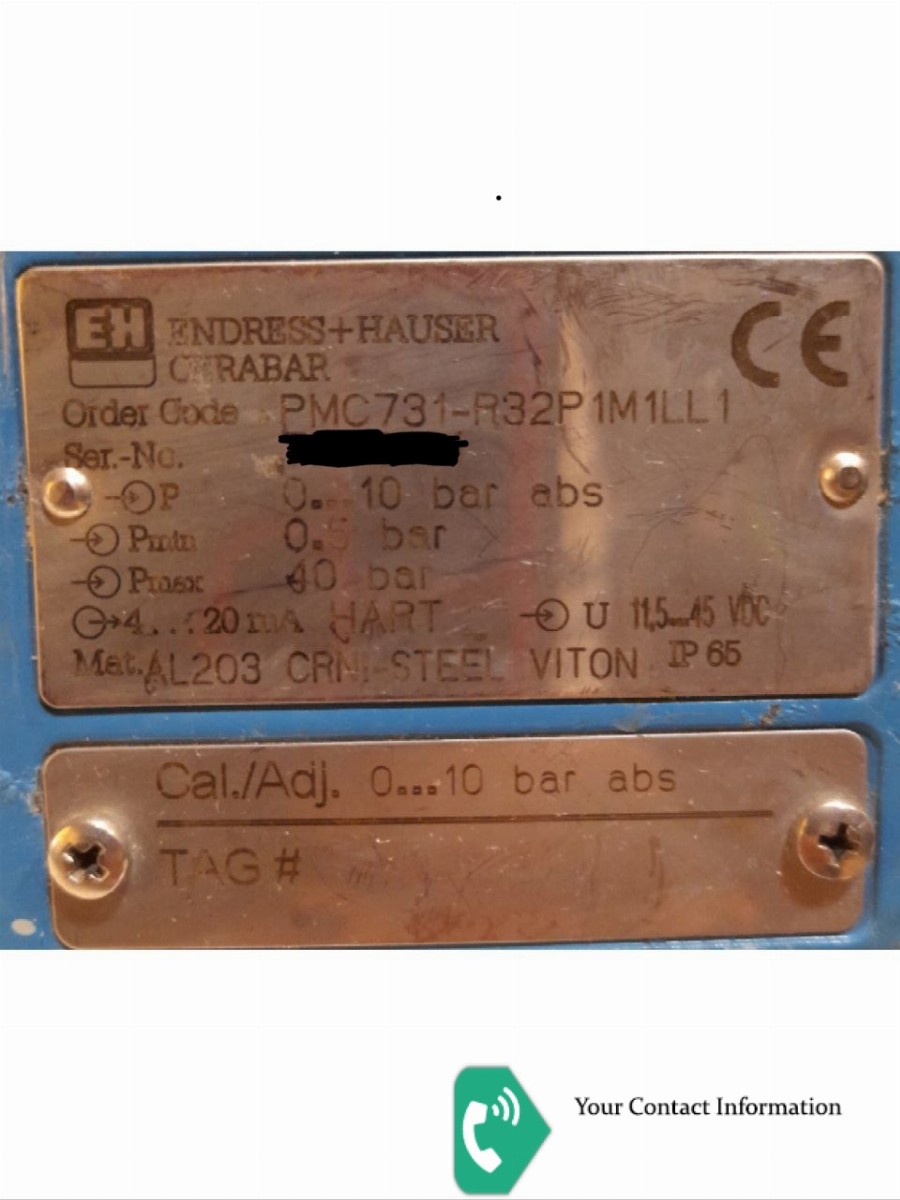 EH ENDRESS+HAUSER
CERABAR
Order Code PMC731-R32P1M1LL1
Ser.-No.
P 0...10 bar abs
Pmin 0.5 bar
Pmax 40 bar
4...20 mA HART U 11,5...45 VDC
Mat. AL203 CRNI-STEEL VITON IP 65
CE
Cal./Adj. 0...10 bar abs
TAG #
Your Contact Information